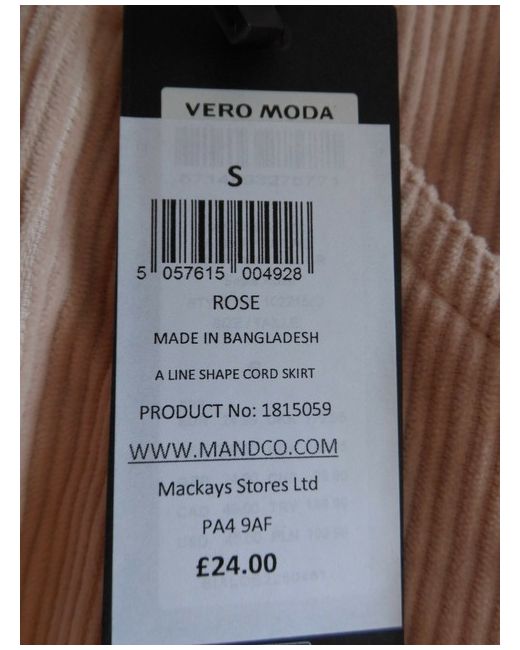 VERO MODA
S
5 057615 004928
ROSE
MADE IN BANGLADESH
A LINE SHAPE CORD SKIRT
PRODUCT No: 1815059
WWW.MANDCO.COM
Mackays Stores Ltd
PA4 9AF
£24.00